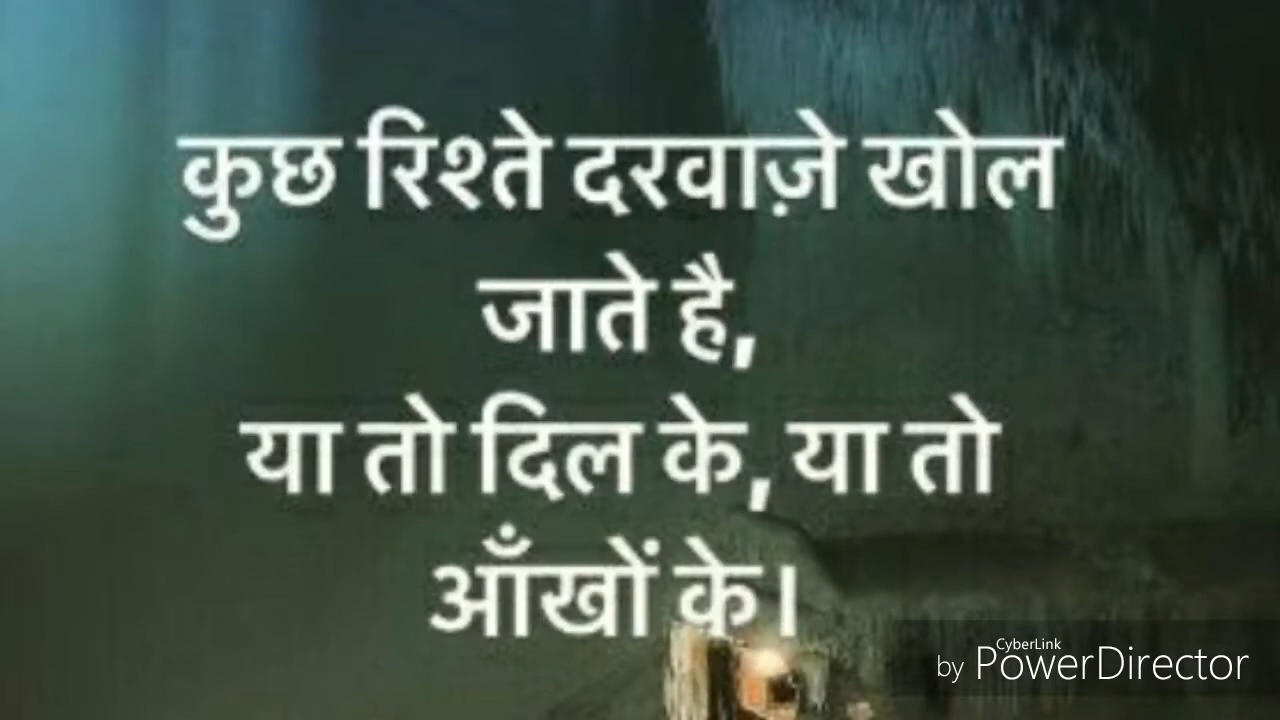 कुछ रिश्ते दरवाज़े खोल
जाते है,
या तो दिल के, या तो
आँखों के।
CyberLink
by PowerDirector